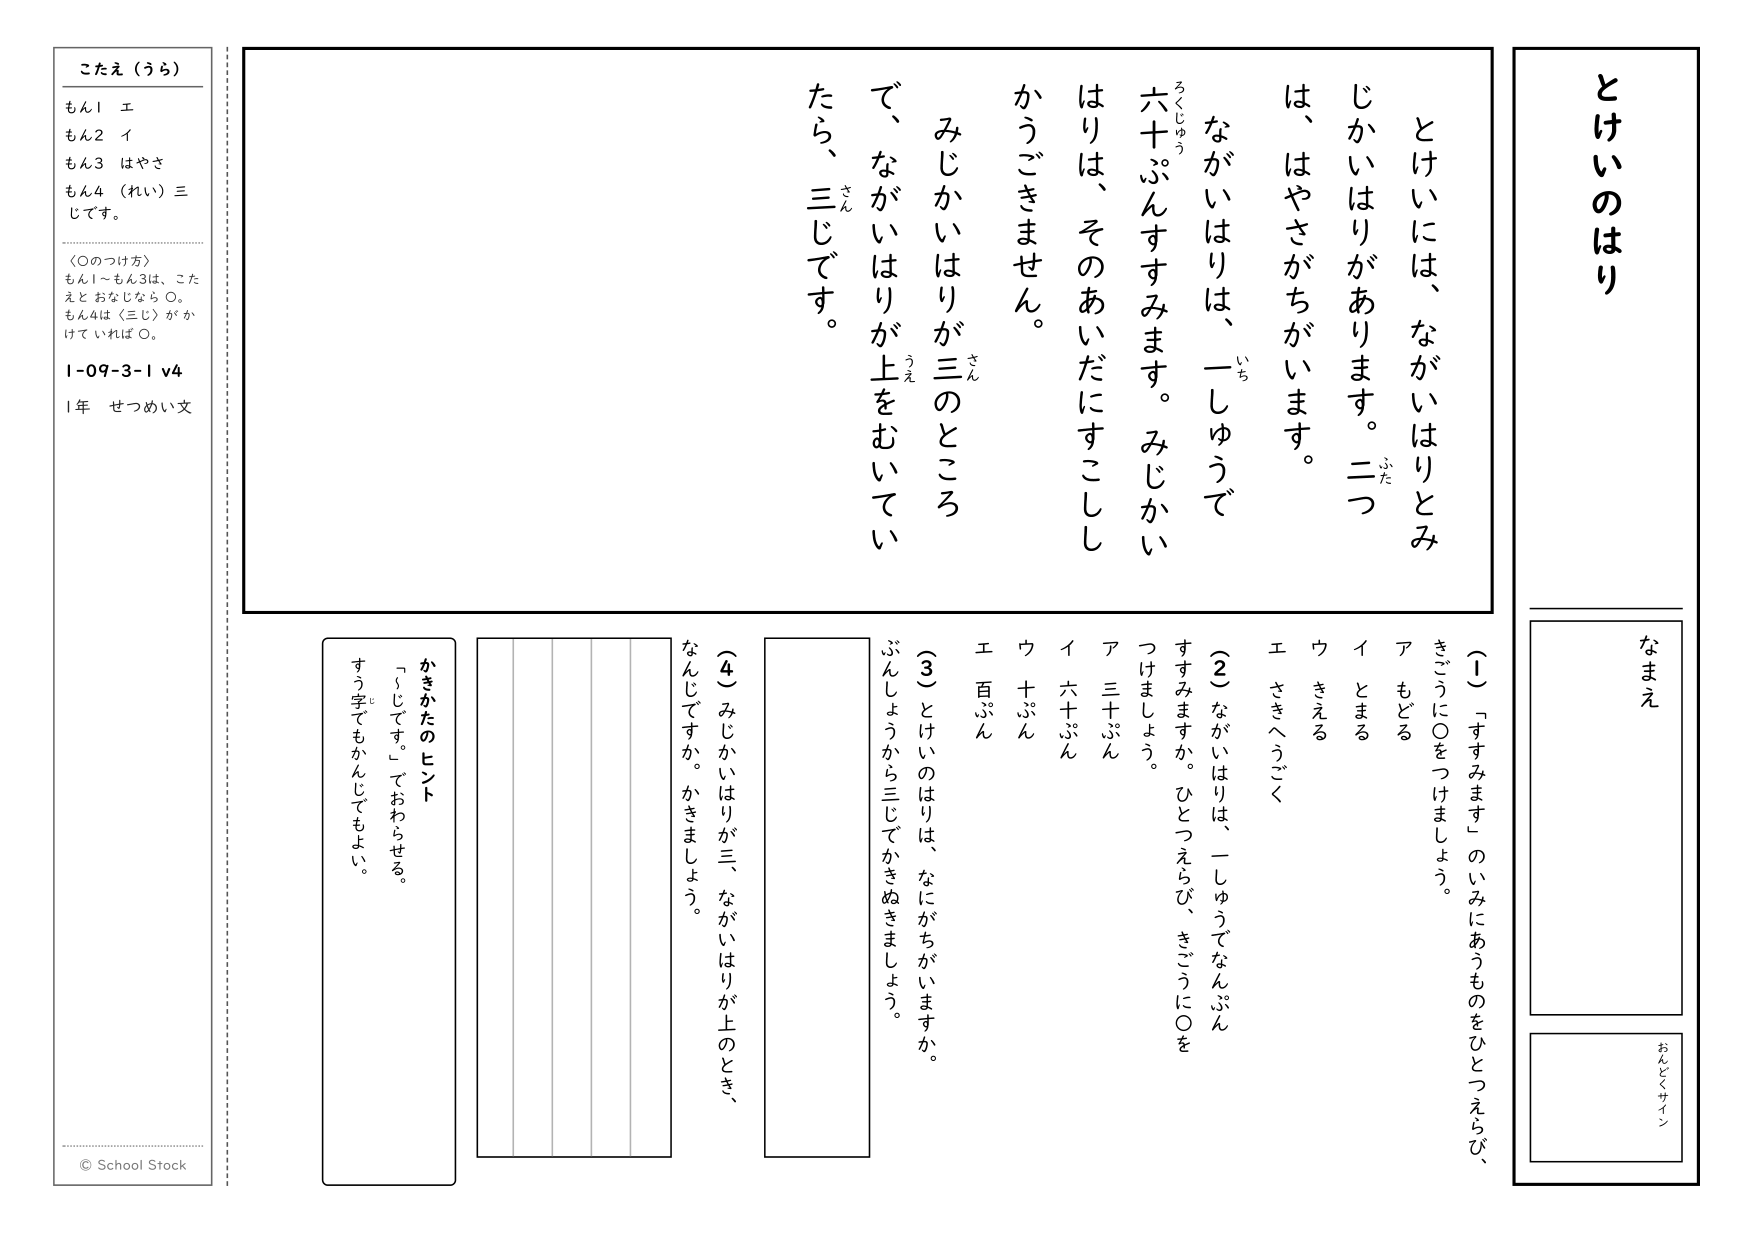 とけいのはり
なまえ
おんどくサイン
とけいには、ながいはりとみ
じかいはりがあります。二つ
ふた
は、はやさがちがいます。
ながいはりは、一しゅうで
いち
六十ぷんすすみます。みじかい
ろくじゅう
はりは、そのあいだにすこしし
かうごきません。
みじかいはりが三のところ
さん
で、ながいはりが上をむいてい
うえ
たら、三じです。
さん
(1)「すすみます」のいみにあうものをひとつえらび、
きごうに〇をつけましょう。
ア もどる
イ とまる
ウ きえる
エ さきへうごく
(2)ながいはりは、一しゅうでなんぷん
すすみますか。ひとつえらび、きごうに〇を
つけましょう。
ア 三十ぷん
イ 六十ぷん
ウ 十ぷん
エ 百ぷん
(3)とけいのはりは、なにがちがいますか。
ぶんしょうから三じでかきぬきましょう。
(4)みじかいはりが三、ながいはりが上のとき、
なんじですか。かきましょう。
かきかたの ヒント
「～じです。」でおわらせる。
すう字でもかんじでもよい。
じ
こたえ（うら）
もん1 エ
もん2 イ
もん3 はやさ
もん4 （れい）三
じです。
〈〇のつけ方〉
もん1～もん3は、こた
えと おなじなら 〇。
もん4は〈三じ〉が か
けて いれば 〇。
1-09-3-1 v4
1年 せつめい文
© School Stock